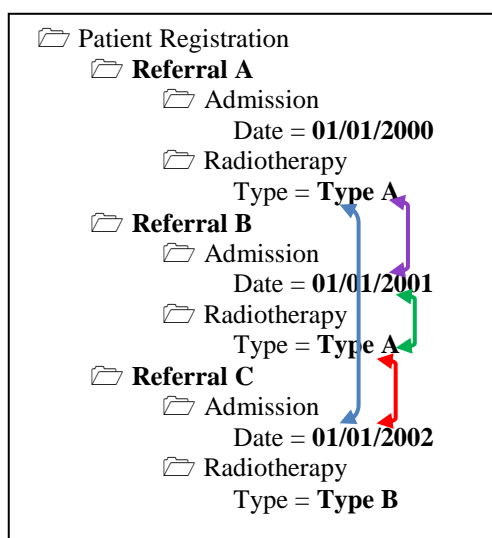 Patient Registration
Referral A
Admission
Date = 01/01/2000
Radiotherapy
Type = Type A
Referral B
Admission
Date = 01/01/2001
Radiotherapy
Type = Type A
Referral C
Admission
Date = 01/01/2002
Radiotherapy
Type = Type B